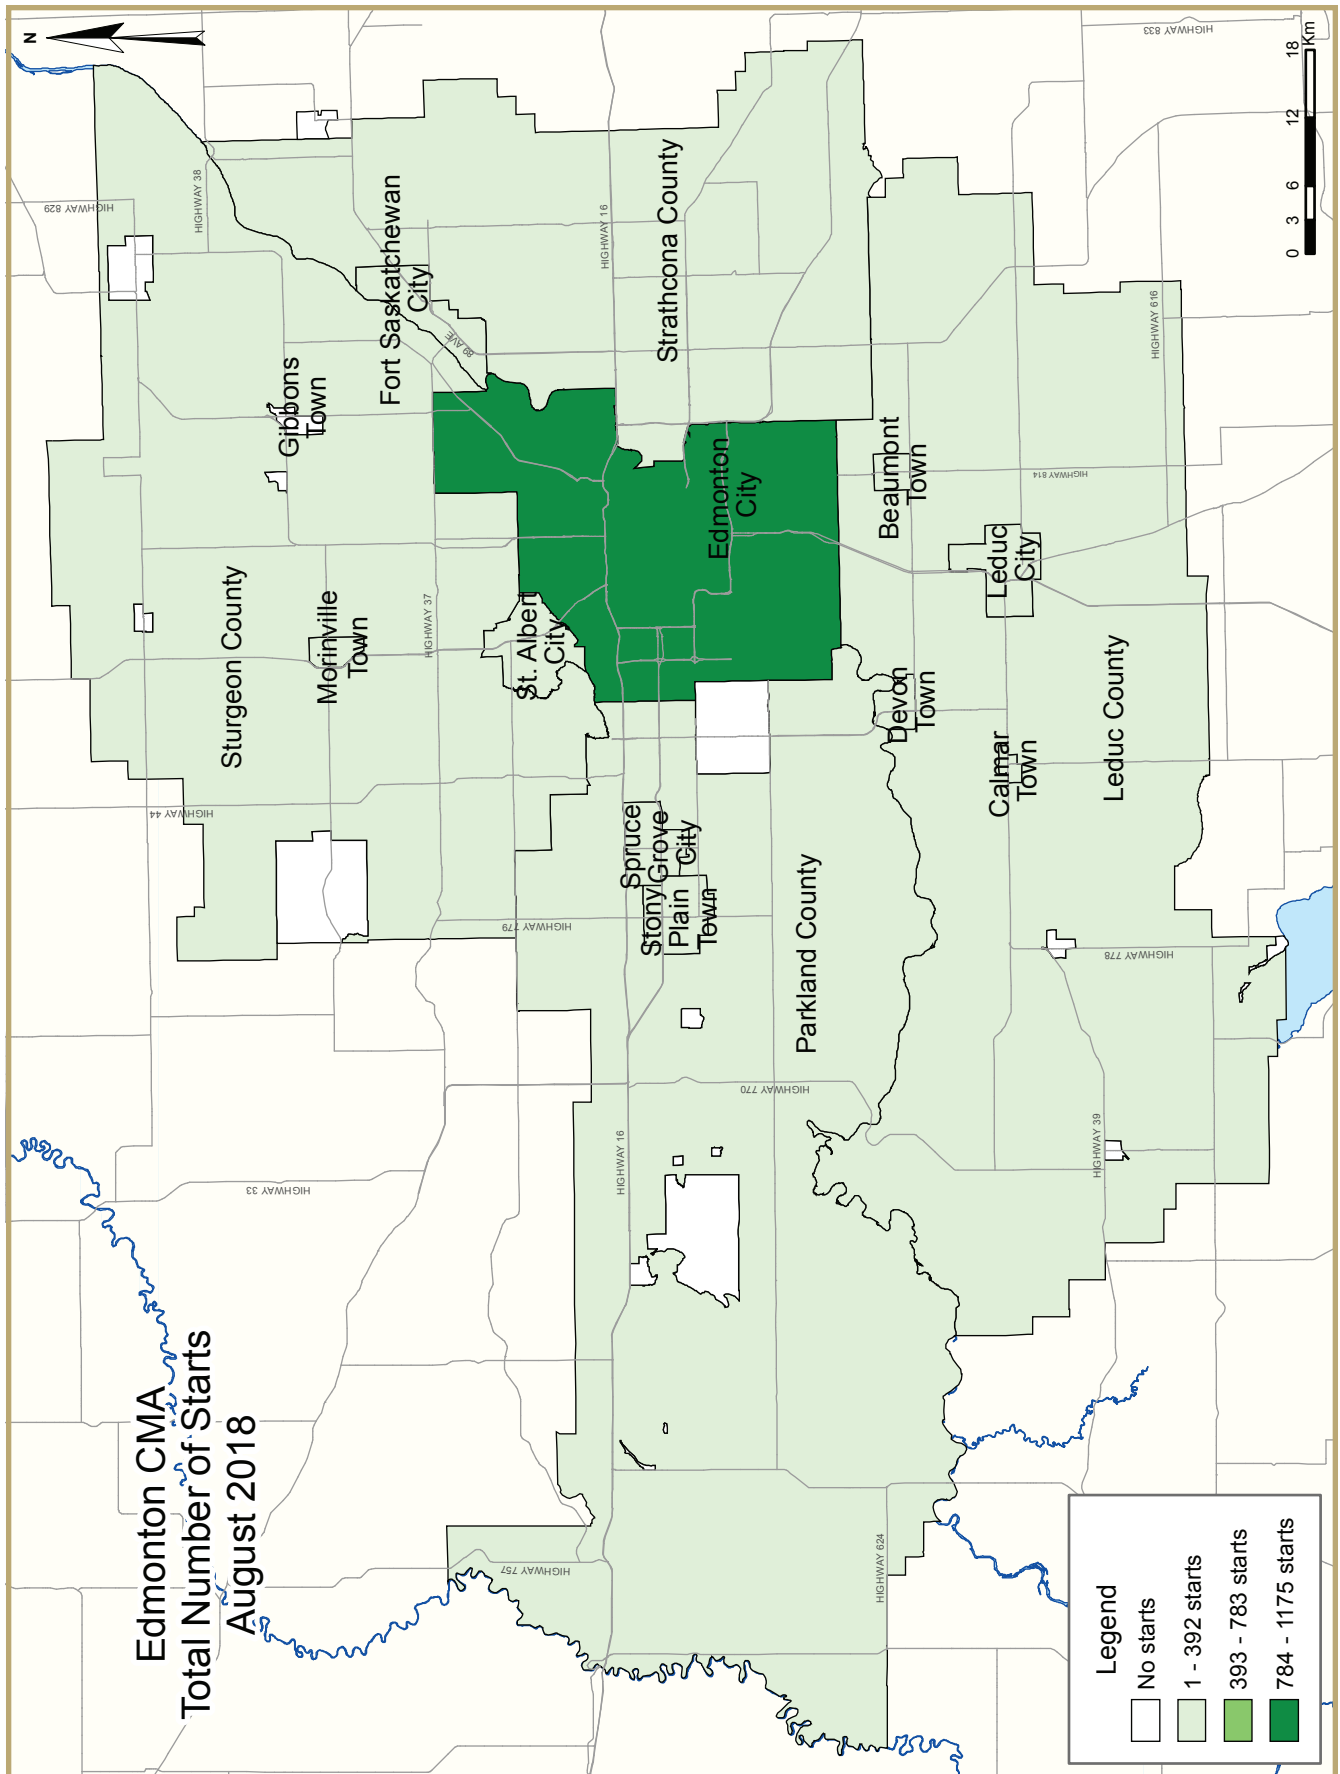 Edmonton CMA
Total Number of Starts
August 2018
N
HIGHWAY 829
HIGHWAY 38
HIGHWAY 833
HIGHWAY 44
Sturgeon County
Gibbons
Town
Morinville
Town
Fort Saskatchewan
City
HIGHWAY 33
HIGHWAY 37
89 AVE
HIGHWAY 779
St. Albert
City
HIGHWAY 757
HIGHWAY 16
HIGHWAY 16
Spruce
Grove
City
Stony
Plain
Town
Strathcona County
Edmonton
City
HIGHWAY 770
Parkland County
HIGHWAY 624
Beaumont
Town
Devon
Town
Leduc
City
Calmar
Town
HIGHWAY 814
HIGHWAY 39
HIGHWAY 778
Leduc County
HIGHWAY 616
Legend
No starts
1 - 392 starts
393 - 783 starts
784 - 1175 starts
0 3 6 12 18
Km